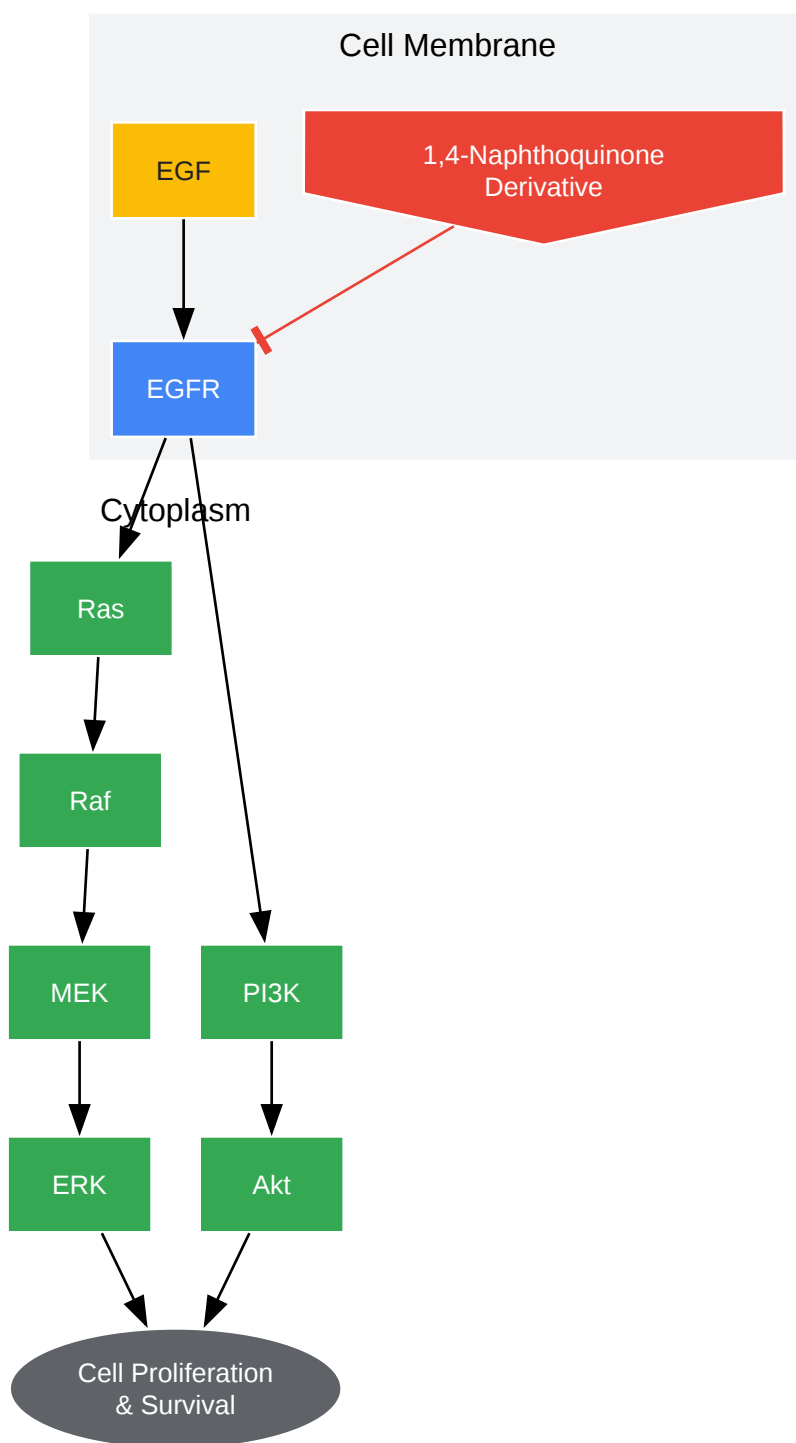 Cell Membrane
EGF
1,4-Naphthoquinone
Derivative
EGFR
Cytoplasm
Ras
Raf
MEK
PI3K
ERK
Akt
Cell Proliferation
& Survival